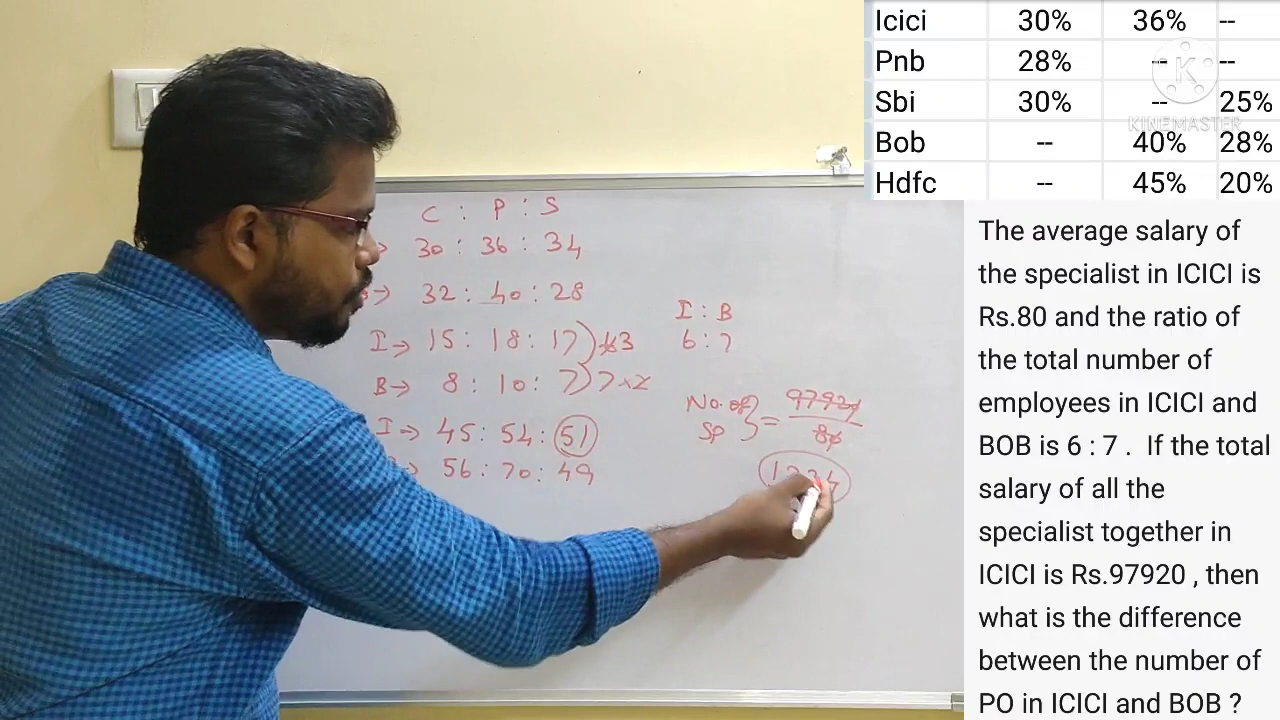 Icici 30% 36% --
Pnb 28% -- --
Sbi 30% -- 25%
Bob -- 40% 28%
Hdfc -- 45% 20%
K
KINEMASTER
The average salary of
the specialist in ICICI is
Rs.80 and the ratio of
the total number of
employees in ICICI and
BOB is 6 : 7 . If the total
salary of all the
specialist together in
ICICI is Rs.97920 , then
what is the difference
between the number of
PO in ICICI and BOB ?
C : P : S
30 : 36 : 34
32 : 40 : 28
I → 15 : 18 : 17
B → 8 : 10 : 7
I → 45 : 54 : 51
56 : 70 : 49
I : B
6 : 7
No. of
SP
=